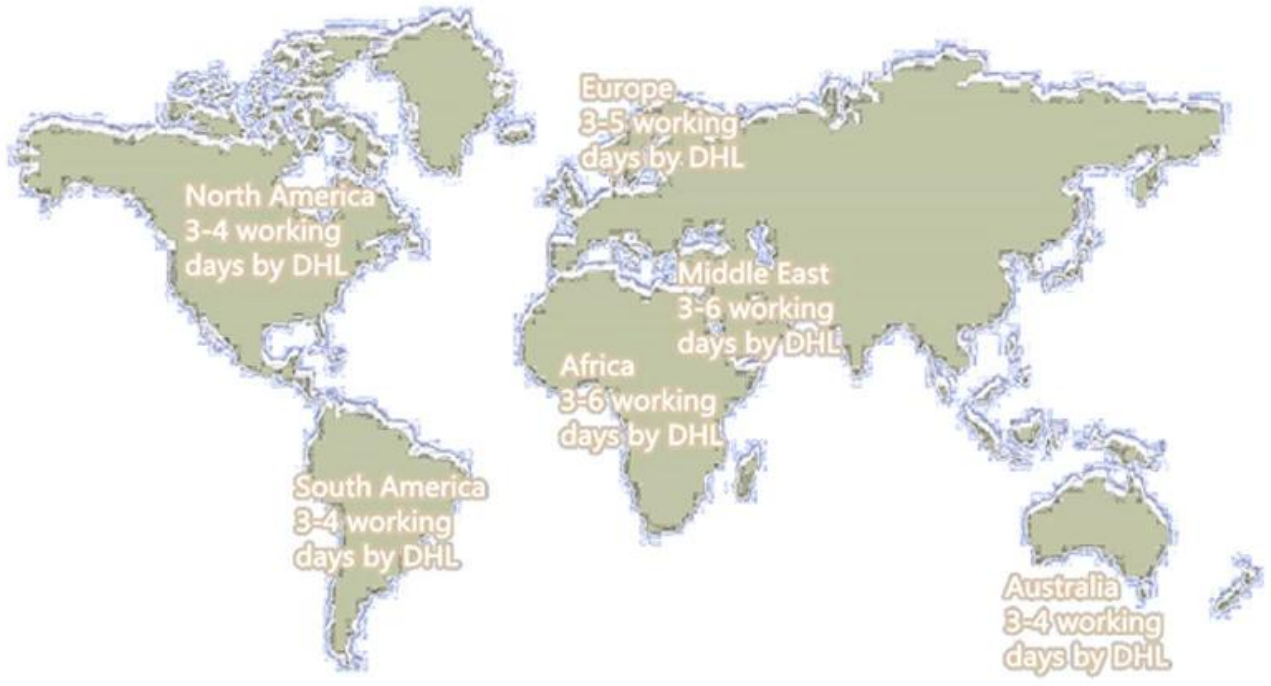 Europe
3-5 working
days by DHL
North America
3-4 working
days by DHL
Middle East
3-6 working
days by DHL
Africa
3-6 working
days by DHL
South America
3-4 working
days by DHL
Australia
3-4 working
days by DHL